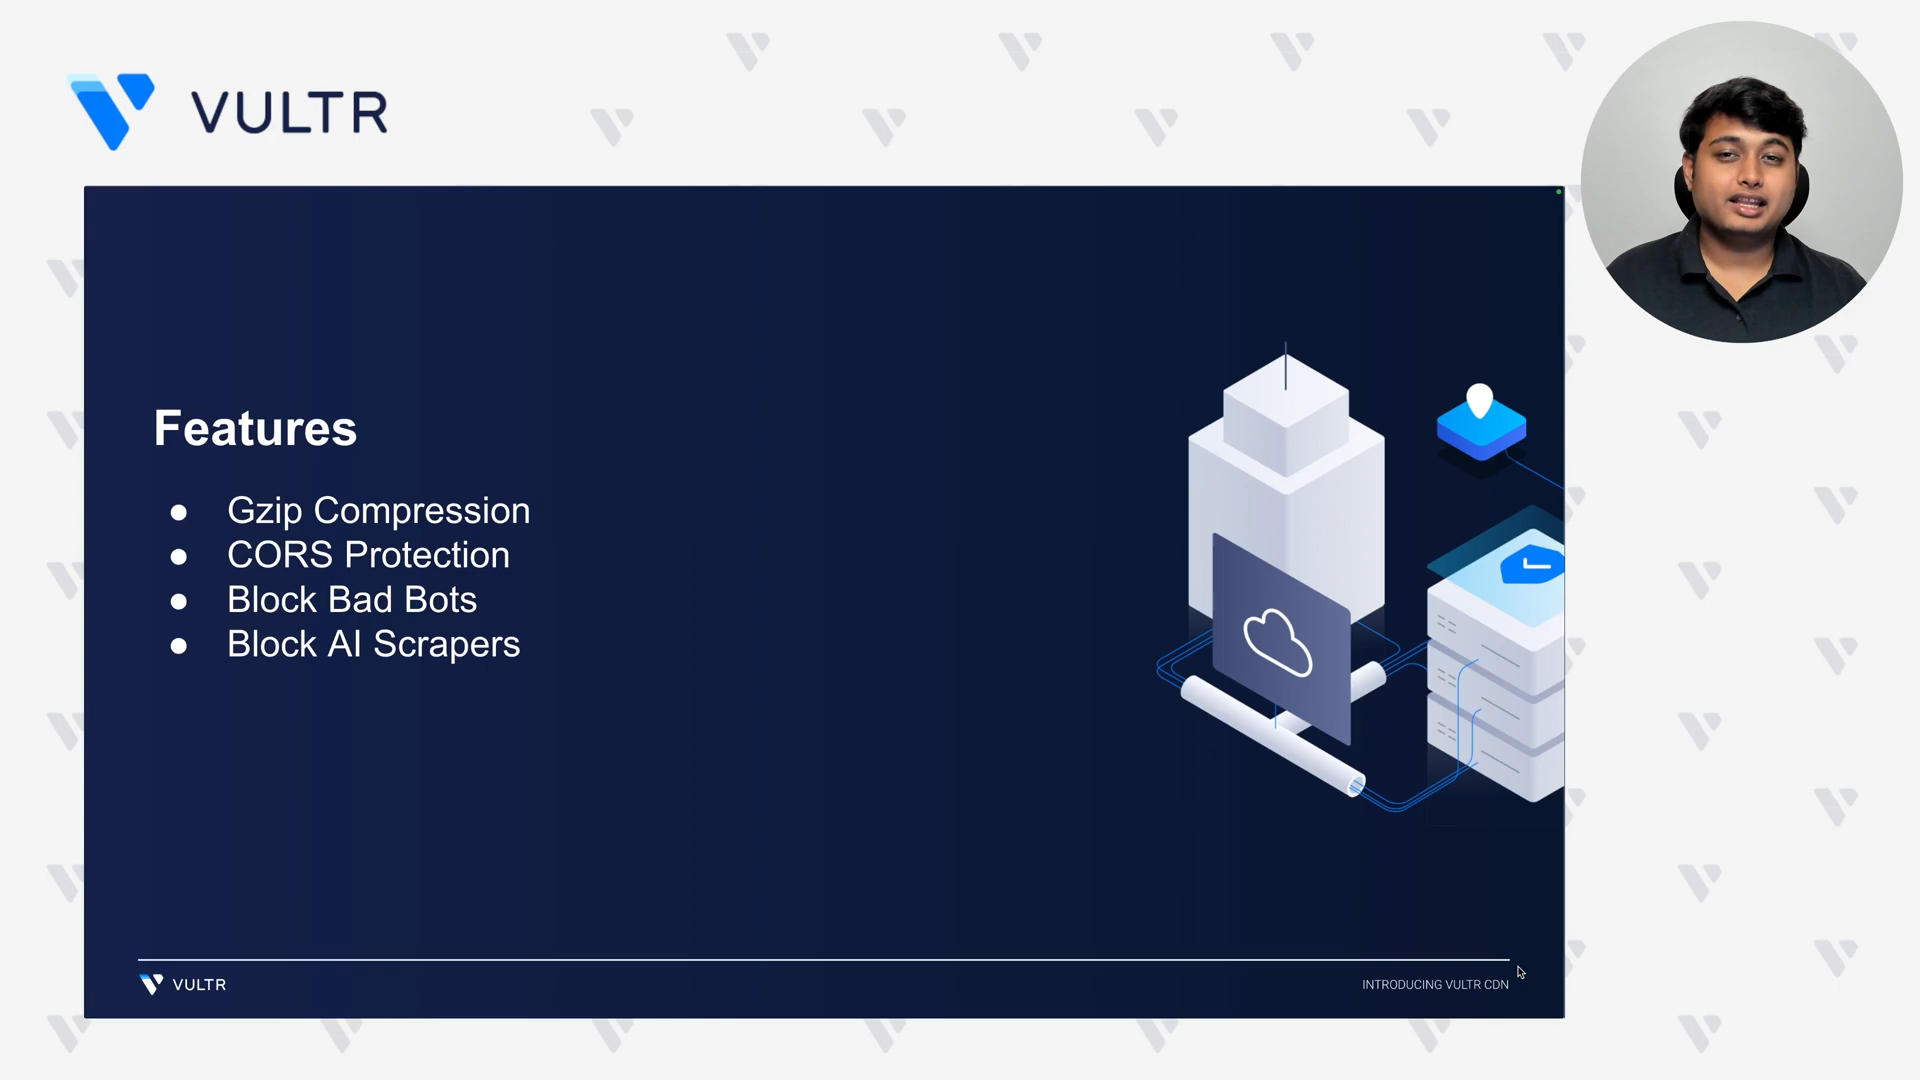 VULTR
Features
● Gzip Compression
● CORS Protection
● Block Bad Bots
● Block AI Scrapers
VULTR
INTRODUCING VULTR CDN